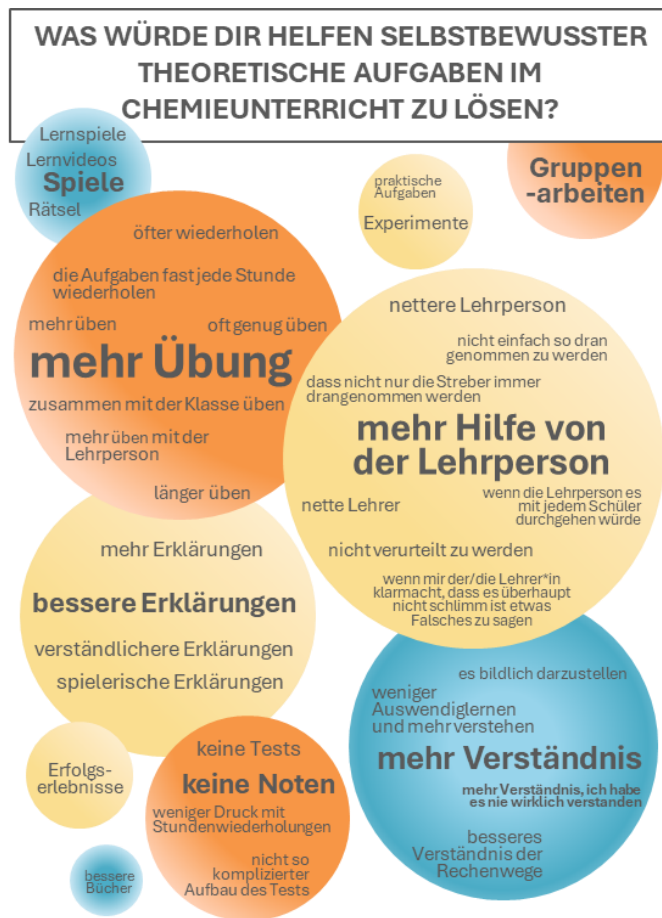 WAS WÜRDE DIR HELFEN SELBSTBEWUSSTER
THEORETISCHE AUFGABEN IM
CHEMIEUNTERRICHT ZU LÖSEN?
Lernspiele
Lernvideos
Spiele
Rätsel
praktische
Aufgaben
Experimente
Gruppen
-arbeiten
öfter wiederholen
die Aufgaben fast jede Stunde
wiederholen
mehr üben
oft genug üben
mehr Übung
zusammen mit der Klasse üben
mehr üben mit der
Lehrperson
länger üben
nettere Lehrperson
nicht einfach so dran
genommen zu werden
dass nicht nur die Streber immer
drangenommen werden
mehr Hilfe von
der Lehrperson
nette Lehrer
wenn die Lehrperson es
mit jedem Schüler
durchgehen würde
nicht verurteilt zu werden
wenn mir der/die Lehrer*in
klarmacht, dass es überhaupt
nicht schlimm ist etwas
Falsches zu sagen
mehr Erklärungen
bessere Erklärungen
verständlichere Erklärungen
spielerische Erklärungen
es bildlich darzustellen
weniger
Auswendiglernen
und mehr verstehen
mehr Verständnis
mehr Verständnis, ich habe
es nie wirklich verstanden
besseres
Verständnis der
Rechenwege
Erfolgs-
erlebnisse
keine Tests
keine Noten
weniger Druck mit
Stundenwiederholungen
nicht so
komplizierter
Aufbau des Tests
bessere
Bücher